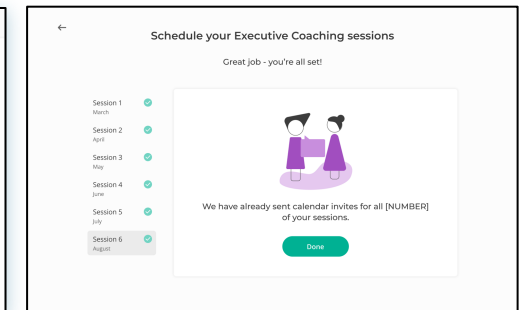 Schedule your Executive Coaching sessions
Great job - you're all set!
Session 1
March
Session 2
April
Session 3
May
Session 4
June
Session 5
July
Session 6
August
We have already sent calendar invites for all [NUMBER]
of your sessions.
Done